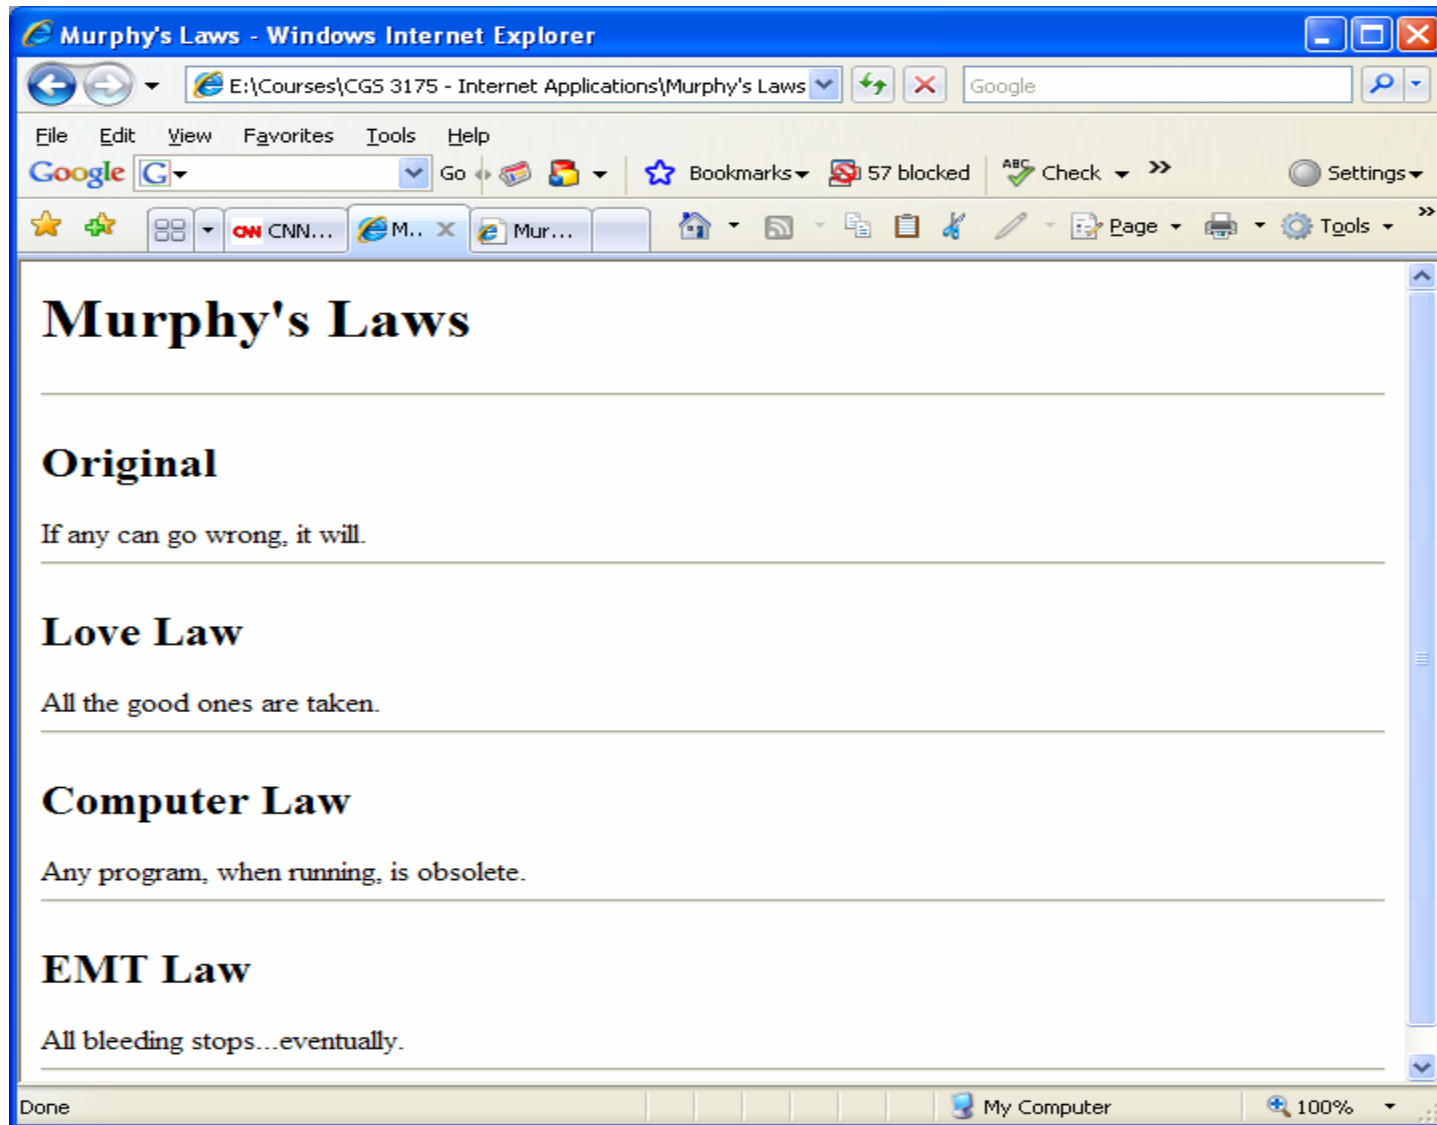 Murphy's Laws - Windows Internet Explorer
E:\Courses\CGS 3175 - Internet Applications\Murphy's Laws
Google
File Edit View Favorites Tools Help
Google G Go Bookmarks 57 blocked ABC Check >> Settings
CNN CNN... M.. Mur... Page Tools >>
Murphy's Laws
Original
If any can go wrong, it will.
Love Law
All the good ones are taken.
Computer Law
Any program, when running, is obsolete.
EMT Law
All bleeding stops...eventually.
Done My Computer 100%